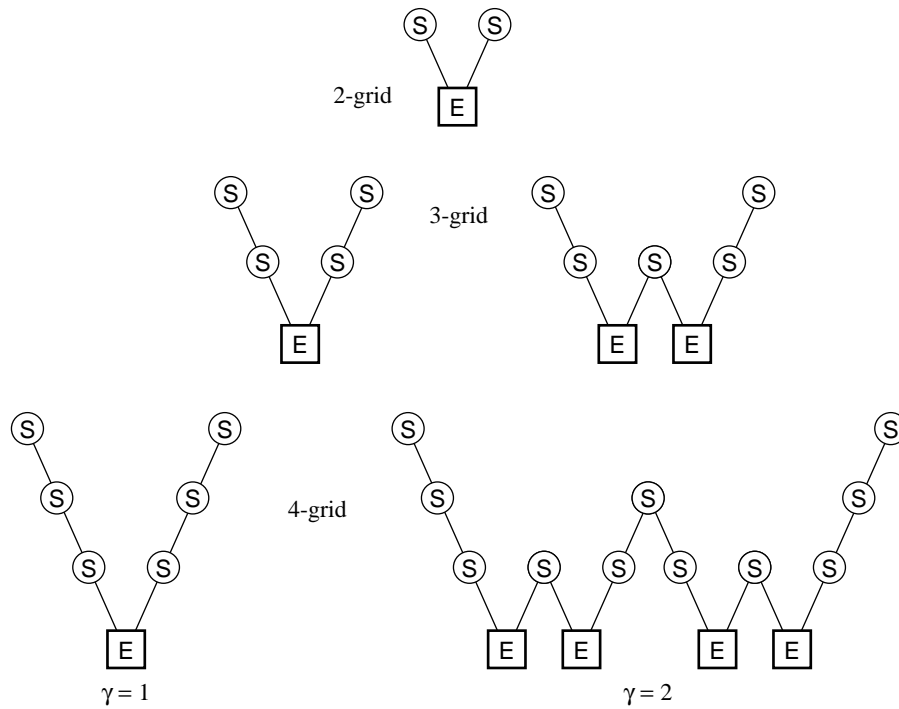 S S
2-grid E
S S S S
3-grid
S S S S S
E E E
S S S S
S S 4-grid S S S
S S S S S S S S
E E E E E
γ = 1 γ = 2